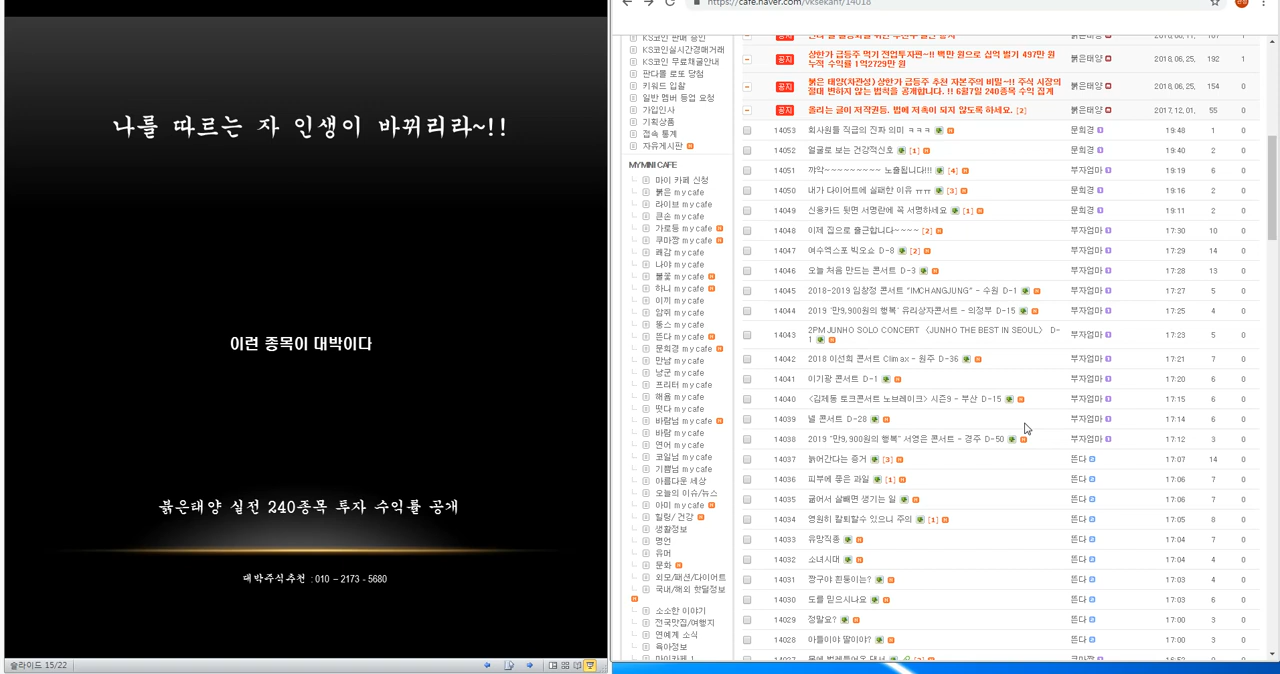 나를 따르는 자 인생이 바뀌리라~!!
이런 종목이 대박이다
붉은태양 실전 240종목 투자 수익률 공개
대박주식추천 : 010 – 2173 - 5680
슬라이드 15/22
https://cafe.naver.com/vksekahf/14018
KS코인 판매 승인
KS코인실시간경매거래
KS코인 무료채굴안내
판다볼 로또 당첨
키워드 입찰
일반 멤버 등업 요청
가입인사
기획상품
접속 통계
자유게시판
MY MINI CAFE
마이 카페 신청
붉은 my cafe
라이브 my cafe
큰손 my cafe
가로등 my cafe
쿠마짱 my cafe
쾌감 my cafe
나야 my cafe
불꽃 my cafe
하니 my cafe
이끼 my cafe
압쥐 my cafe
똥스 my cafe
뜬다 my cafe
문희경 my cafe
만남 my cafe
낭군 my cafe
프리터 my cafe
해용 my cafe
떳다 my cafe
바람님 my cafe
바람 my cafe
연어 my cafe
코일님 my cafe
기쁨님 my cafe
아름다운 세상
오늘의 이슈/뉴스
아미 my cafe
힐링/ 건강
생활정보
명언
유머
문화
외모/패션/다이어트
국내/해외 핫딜정보
소소한 이야기
전국맛집/여행지
연예계 소식
육아정보
공지 상한가 급등주 먹기 전업투자편~!! 백만 원으로 십억 벌기 497만 원 누적 수익률 1억2729만 원 붉은태양 2018.06.25. 192 1
공지 붉은 태양(차관성) 상한가 급등주 추천 자본주의 비밀~!! 주식 시장의 절대 변하지 않는 법칙을 공개합니다. !! 6월7일 240종목 수익 집계 붉은태양 2018.06.25. 154 0
공지 올리는 글이 저작권등. 법에 저촉이 되지 않도록 하세요. [2] 붉은태양 2017.12.01. 55 0
14053 회사원들 직급의 진짜 의미 ㅋㅋㅋ 문희경 19:48 1 0
14052 얼굴로 보는 건강적신호 [1] 문희경 19:40 2 0
14051 꺄악~~~~~~~~~ 노출됩니다!!! [4] 부자엄마 19:19 6 0
14050 내가 다이어트에 실패한 이유 ㅠㅠ [3] 문희경 19:16 2 0
14049 신용카드 뒷면 서명란에 꼭 서명하세요 [1] 문희경 19:11 2 0
14048 이제 집으로 출근합니다~~~~ [2] 부자엄마 17:30 10 0
14047 여수엑스포 빅오쇼 D-8 [2] 부자엄마 17:29 14 0
14046 오늘 처음 만드는 콘서트 D-3 부자엄마 17:28 13 0
14045 2018-2019 임창정 콘서트 "IMCHANGJUNG" - 수원 D-1 부자엄마 17:27 5 0
14044 2019 '만9,900원의 행복' 유리상자콘서트 - 의정부 D-15 부자엄마 17:25 4 0
14043 2PM JUNHO SOLO CONCERT 〈JUNHO THE BEST IN SEOUL〉 D-1 부자엄마 17:23 5 0
14042 2018 이선희 콘서트 Climax - 원주 D-36 부자엄마 17:21 7 0
14041 이기광 콘서트 D-1 부자엄마 17:20 6 0
14040 <김제동 토크콘서트 노브레이크> 시즌9 - 부산 D-15 부자엄마 17:15 6 0
14039 넬 콘서트 D-28 부자엄마 17:14 6 0
14038 2019 "만9,900원의 행복" 서영은 콘서트 - 경주 D-50 부자엄마 17:12 3 0
14037 늙어간다는 증거 [3] 뜬다 17:07 14 0
14036 피부에 좋은 과일 [1] 뜬다 17:06 7 0
14035 굶어서 살빼면 생기는 일 뜬다 17:06 7 0
14034 영원히 칼퇴할수 있으니 주의 [1] 뜬다 17:05 8 0
14033 유망직종 뜬다 17:04 7 0
14032 소녀시대 뜬다 17:04 4 0
14031 짱구야 흰둥이는? 뜬다 17:03 4 0
14030 도를 믿으시나요 뜬다 17:03 6 0
14029 정말요? 뜬다 17:00 3 0
14028 아들이야 딸이야? 뜬다 17:00 3 0